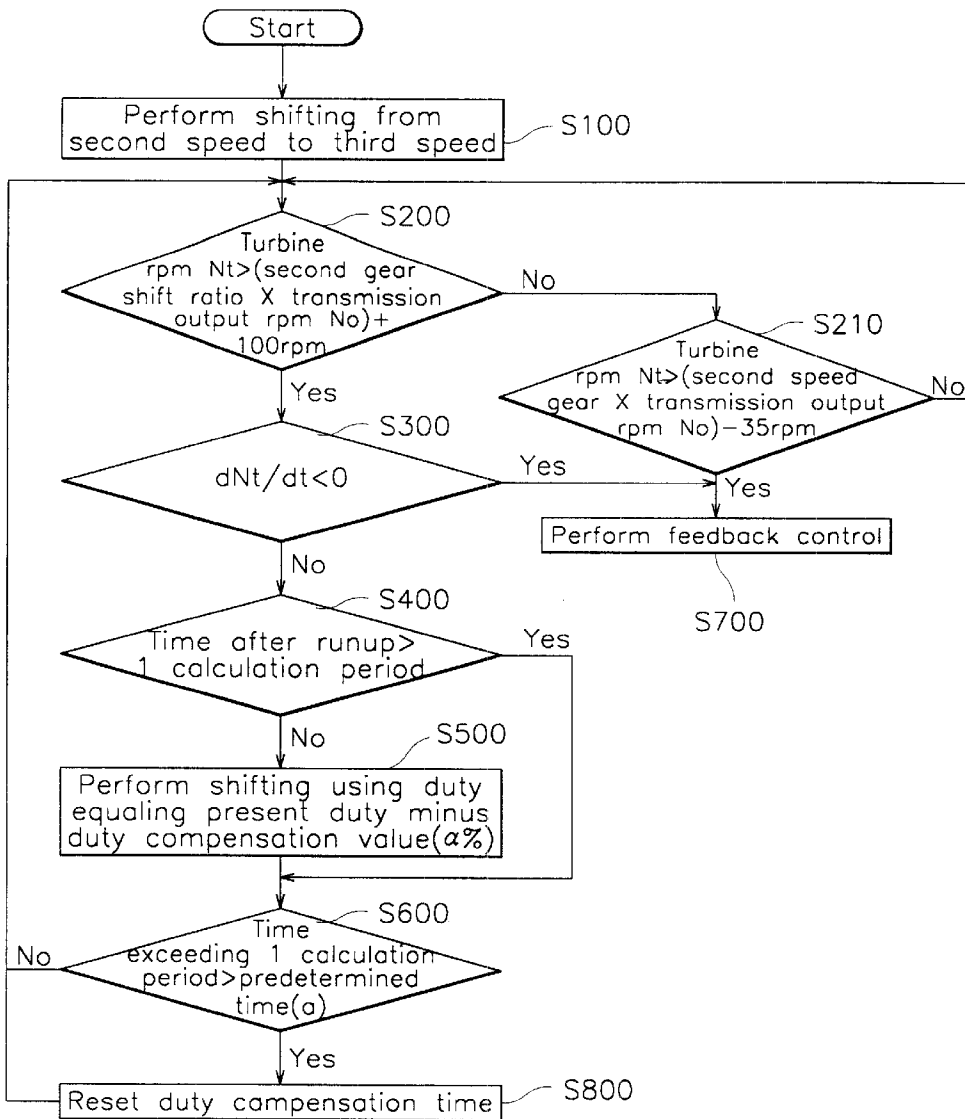 Start
Perform shifting from
second speed to third speed
S100
S200
Turbine
rpm Nt>(second gear
shift ratio X transmission
output rpm No)+
100rpm
No
Yes
S210
Turbine
rpm Nt>(second speed
gear X transmission output
rpm No)-35rpm
No
Yes
S300
dNt/dt<0
Yes
No
Perform feedback control
S700
S400
Time after runup>
1 calculation period
Yes
No
S500
Perform shifting using duty
equaling present duty minus
duty compensation value(α%)
S600
Time
exceeding 1 calculation
period>predetermined
time(a)
No
Yes
Reset duty campensation time
S800